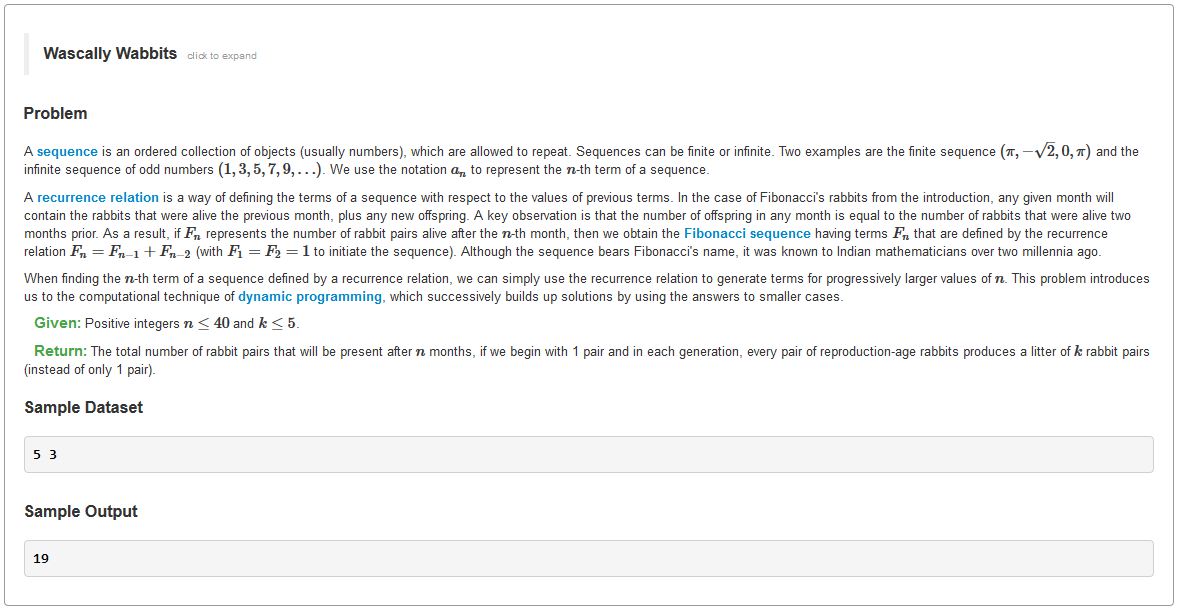 Wascally Wabbits click to expand
Problem
A sequence is an ordered collection of objects (usually numbers), which are allowed to repeat. Sequences can be finite or infinite. Two examples are the finite sequence (π, −√2, 0, π) and the
infinite sequence of odd numbers (1, 3, 5, 7, 9, …). We use the notation aₙ to represent the n-th term of a sequence.
A recurrence relation is a way of defining the terms of a sequence with respect to the values of previous terms. In the case of Fibonacci's rabbits from the introduction, any given month will
contain the rabbits that were alive the previous month, plus any new offspring. A key observation is that the number of offspring in any month is equal to the number of rabbits that were alive two
months prior. As a result, if Fₙ represents the number of rabbit pairs alive after the n-th month, then we obtain the Fibonacci sequence having terms Fₙ that are defined by the recurrence
relation Fₙ = Fₙ₋₁ + Fₙ₋₂ (with F₁ = F₂ = 1 to initiate the sequence). Although the sequence bears Fibonacci's name, it was known to Indian mathematicians over two millennia ago.
When finding the n-th term of a sequence defined by a recurrence relation, we can simply use the recurrence relation to generate terms for progressively larger values of n. This problem introduces
us to the computational technique of dynamic programming, which successively builds up solutions by using the answers to smaller cases.
Given: Positive integers n ≤ 40 and k ≤ 5.
Return: The total number of rabbit pairs that will be present after n months, if we begin with 1 pair and in each generation, every pair of reproduction-age rabbits produces a litter of k rabbit pairs
(instead of only 1 pair).
Sample Dataset
5 3
Sample Output
19